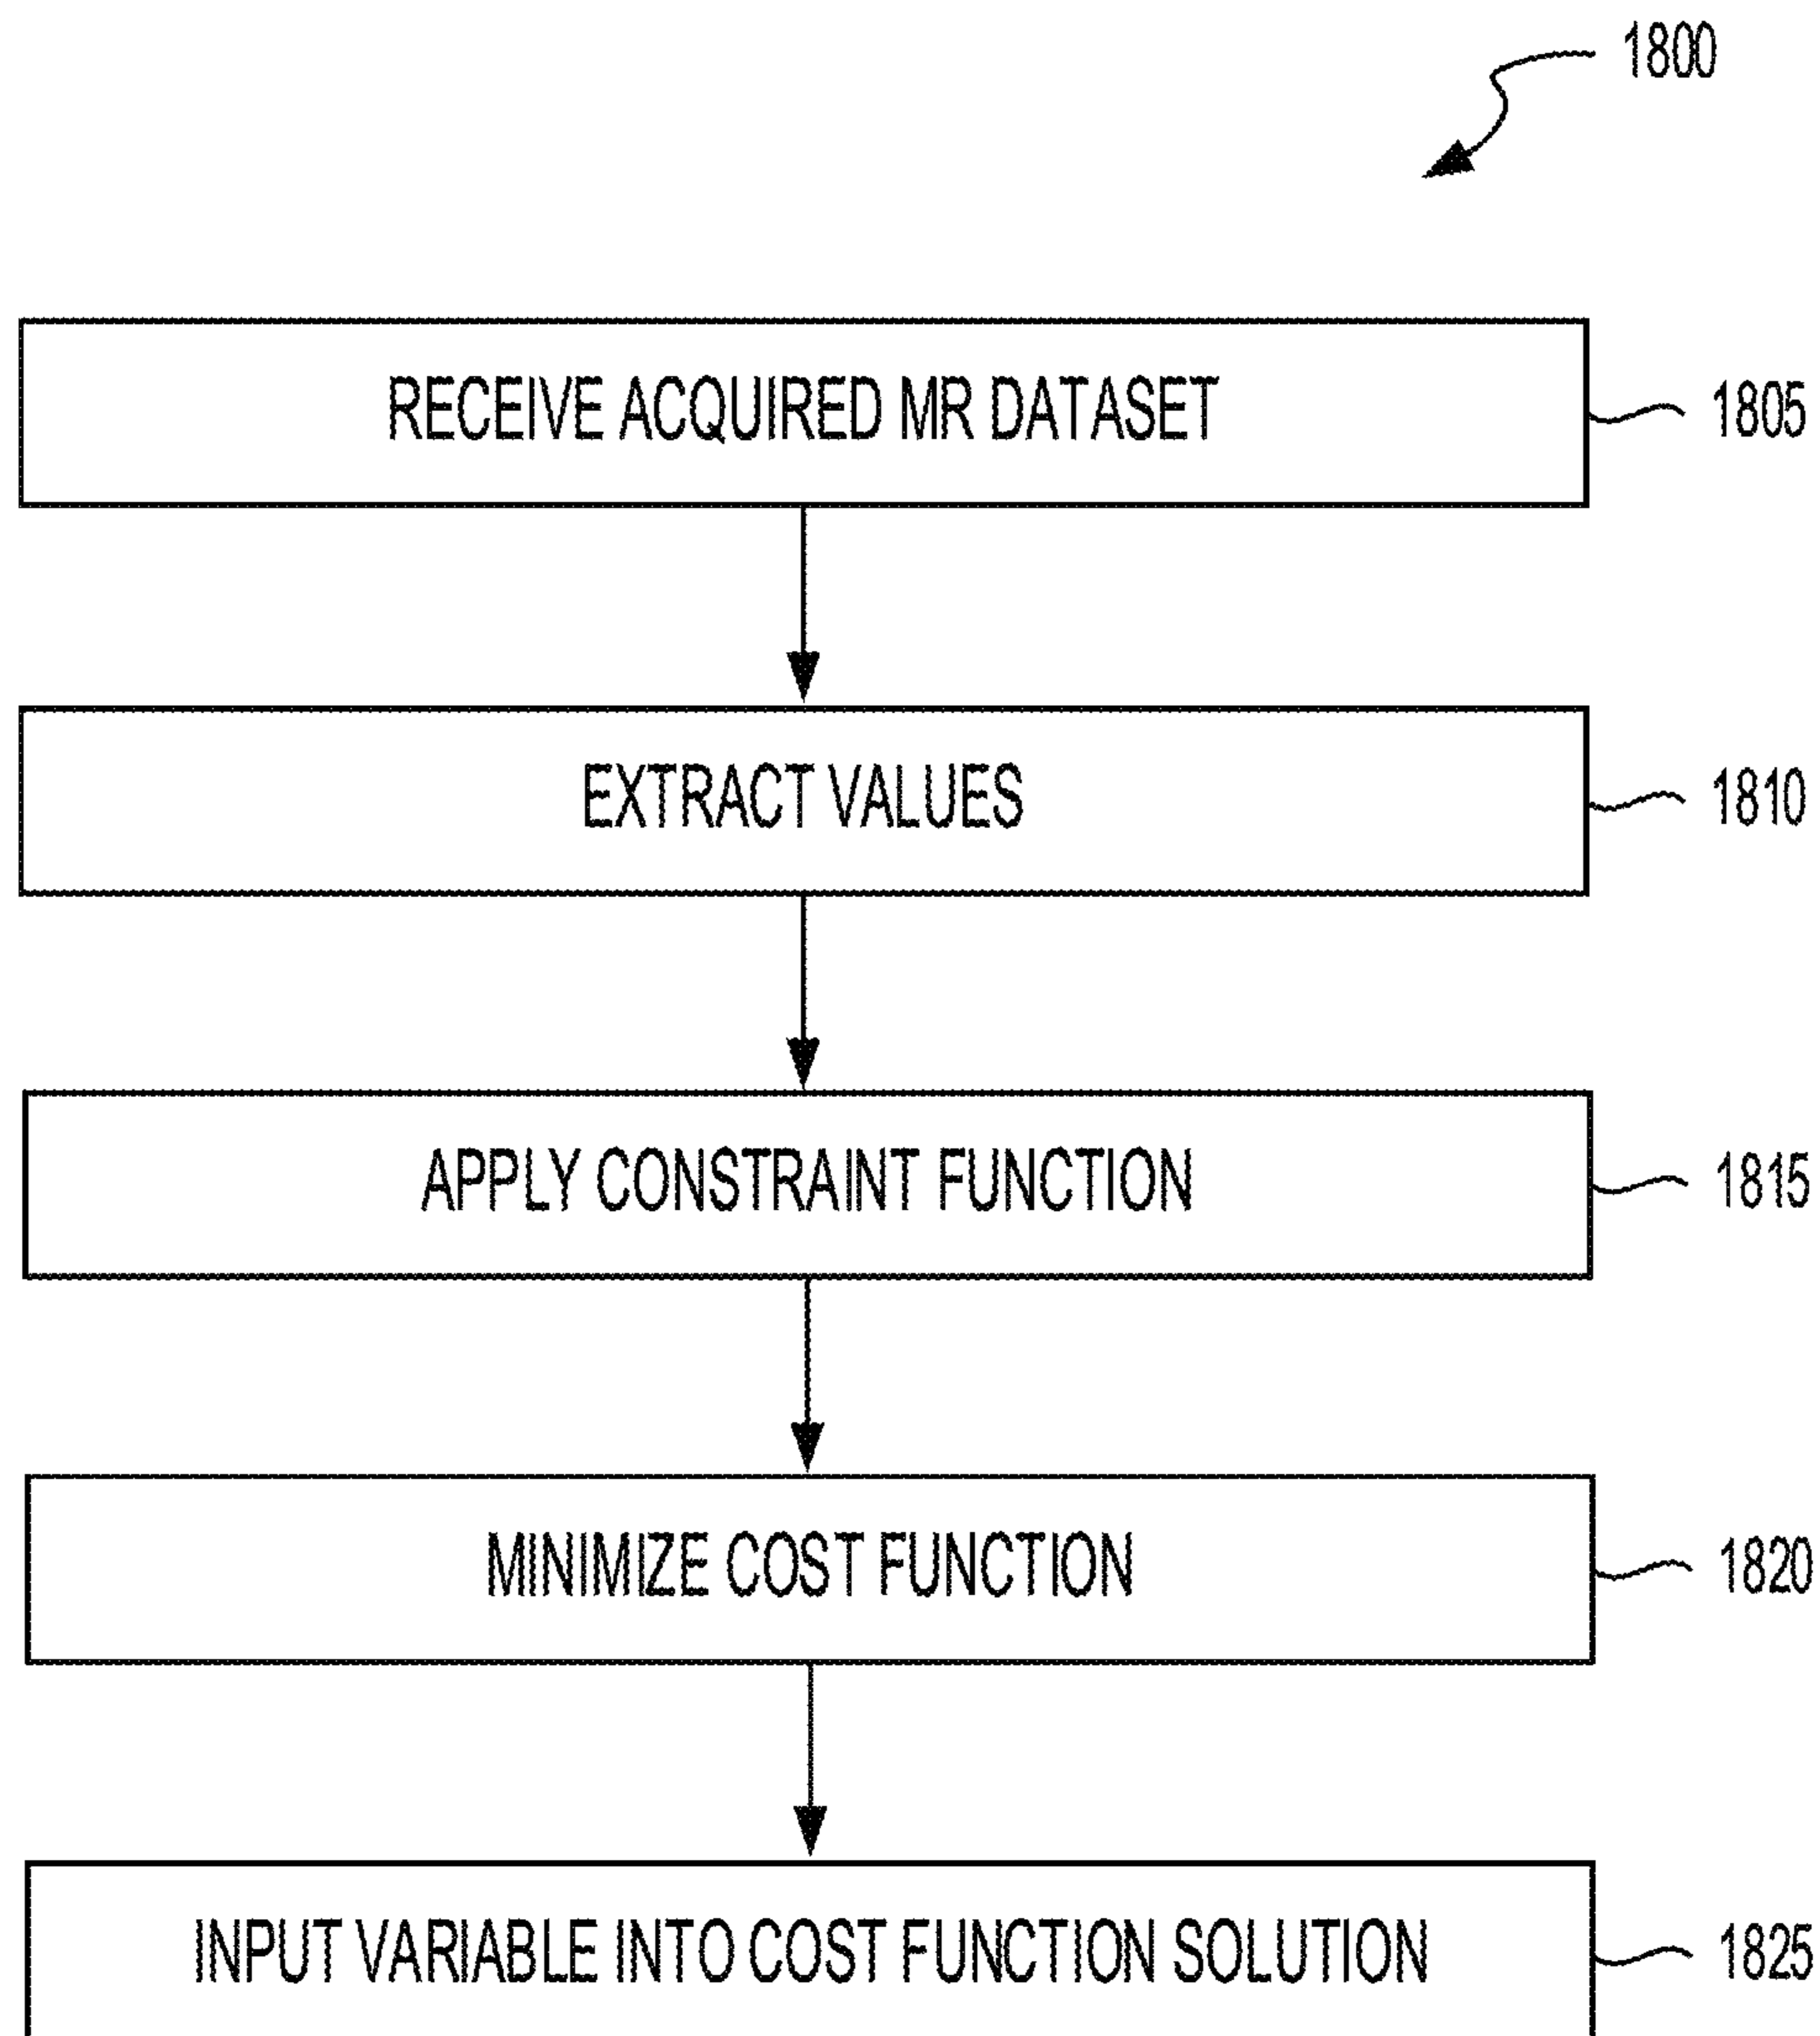 1800
RECEIVE ACQUIRED MR DATASET
1805
EXTRACT VALUES
1810
APPLY CONSTRAINT FUNCTION
1815
MINIMIZE COST FUNCTION
1820
INPUT VARIABLE INTO COST FUNCTION SOLUTION
1825